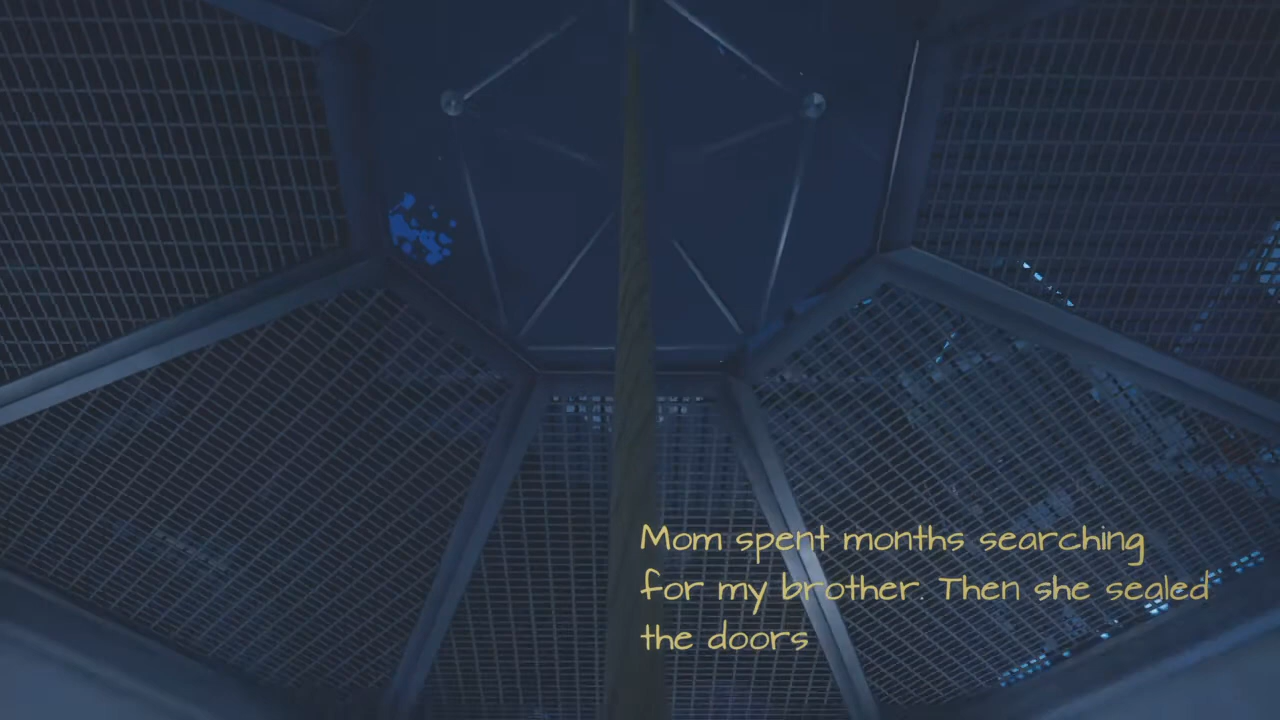 Mom spent months searching
for my brother. Then she sealed
the doors